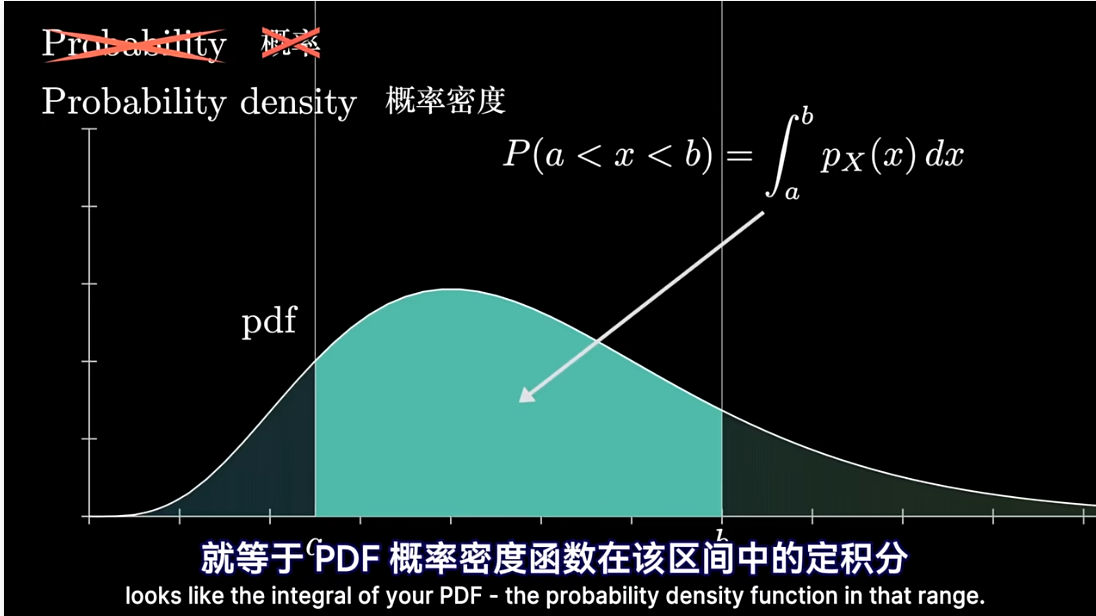 Probability 概率
Probability density 概率密度
P(a < x < b) = ∫_a^b p_X(x) dx
pdf
a b
就等于 PDF 概率密度函数在该区间中的定积分
looks like the integral of your PDF - the probability density function in that range.